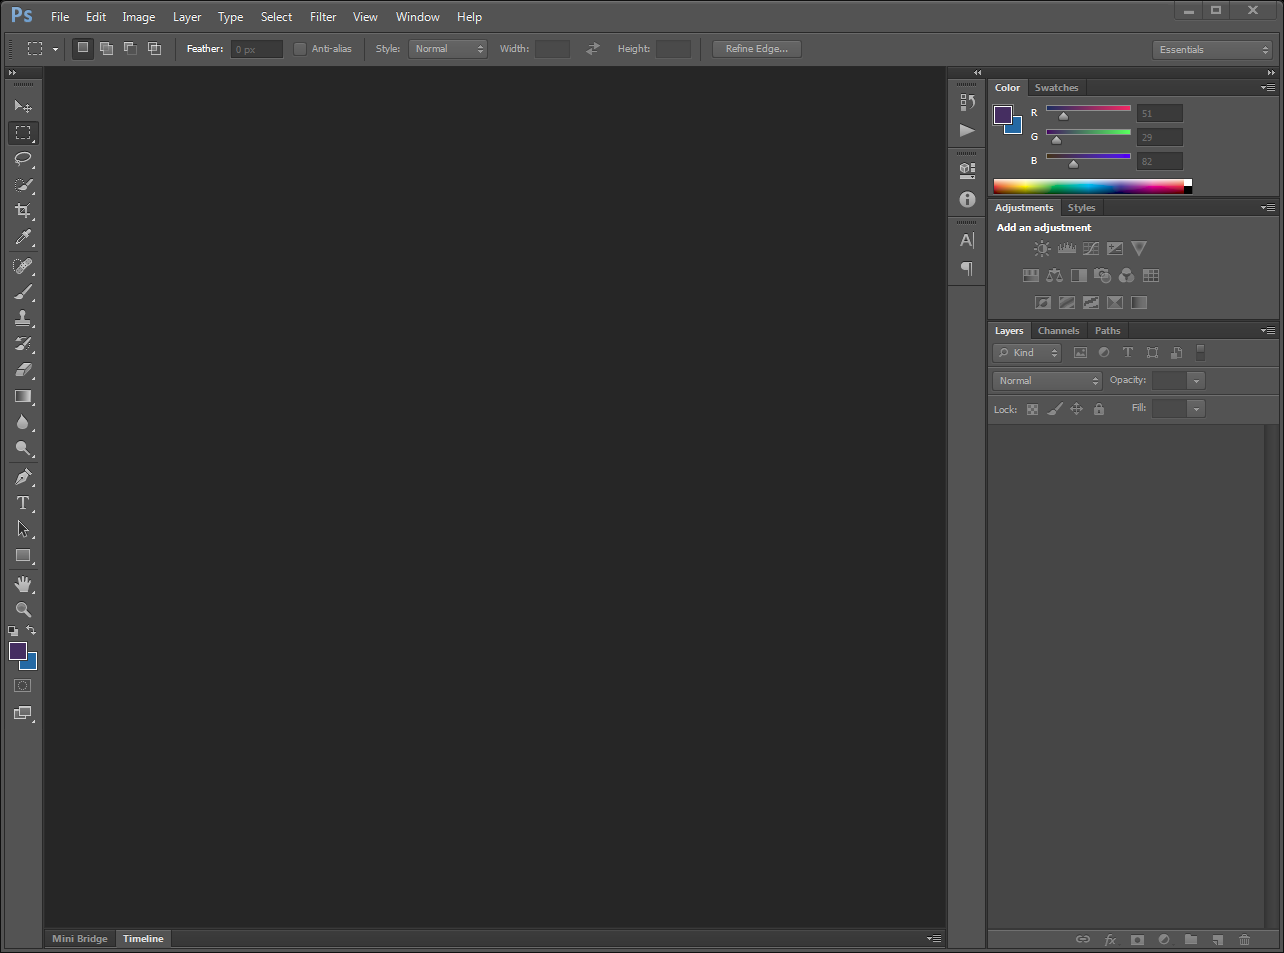 Ps File Edit Image Layer Type Select Filter View Window Help
Feather: 0 px Anti-alias Style: Normal Width: Height: Refine Edge... Essentials
Color Swatches
R 51
G 29
B 82
Adjustments Styles
Add an adjustment
Layers Channels Paths
Kind
Normal Opacity:
Lock: Fill:
Mini Bridge Timeline